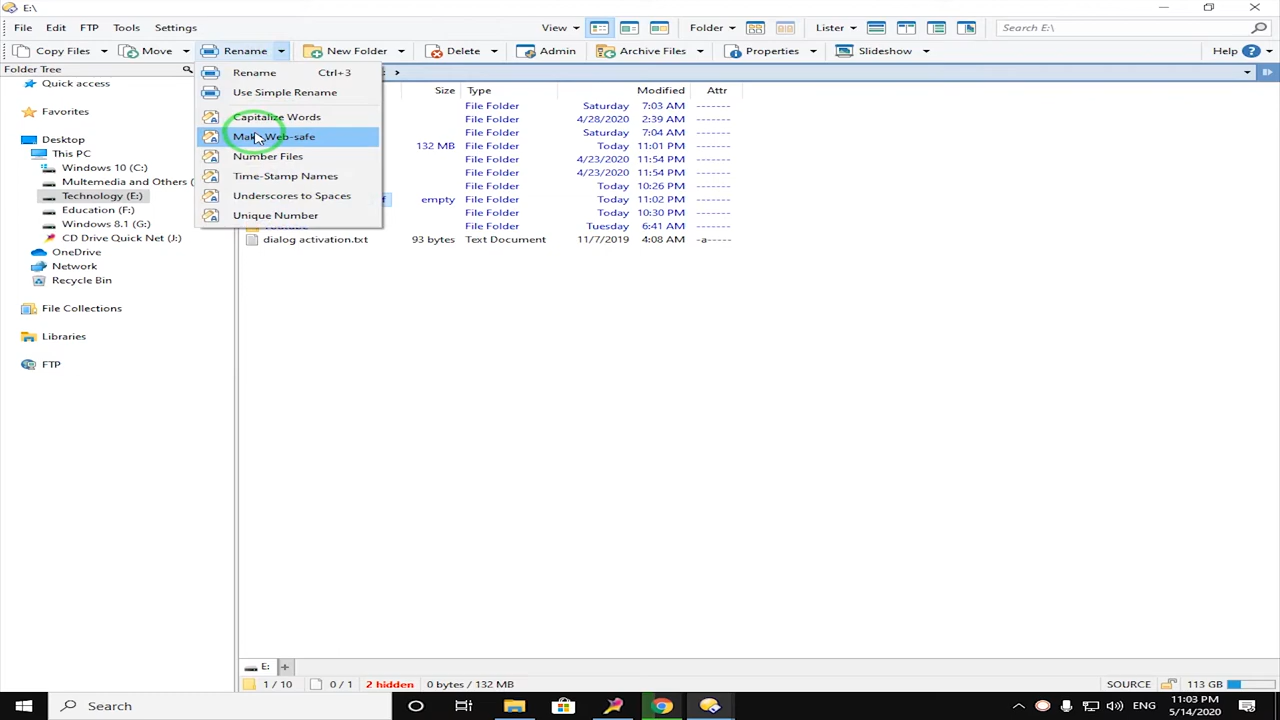 E:\
File Edit FTP Tools Settings View Folder Lister Search E:\
Copy Files Move Rename New Folder Delete Admin Archive Files Properties Slideshow Help
Folder Tree
Rename Ctrl+3
Use Simple Rename
Capitalize Words
Make Web-safe
Number Files
Time-Stamp Names
Underscores to Spaces
Unique Number
Quick access
Favorites
Desktop
This PC
Windows 10 (C:)
Multemedia and Others (
Technology (E:)
Education (F:)
Windows 8.1 (G:)
CD Drive Quick Net (J:)
OneDrive
Network
Recycle Bin
File Collections
Libraries
FTP
Size Type Modified Attr
File Folder Saturday 7:03 AM -------
File Folder 4/28/2020 2:39 AM -------
File Folder Saturday 7:04 AM -------
132 MB File Folder Today 11:01 PM -------
File Folder 4/23/2020 11:54 PM -------
File Folder 4/23/2020 11:54 PM -------
File Folder Today 10:26 PM -------
empty File Folder Today 11:02 PM -------
File Folder Today 10:30 PM -------
File Folder Tuesday 6:41 AM -------
dialog activation.txt 93 bytes Text Document 11/7/2019 4:08 AM -a-----
E:
1 / 10 0 / 1 2 hidden 0 bytes / 132 MB SOURCE 113 GB
Search ENG 11:03 PM
5/14/2020